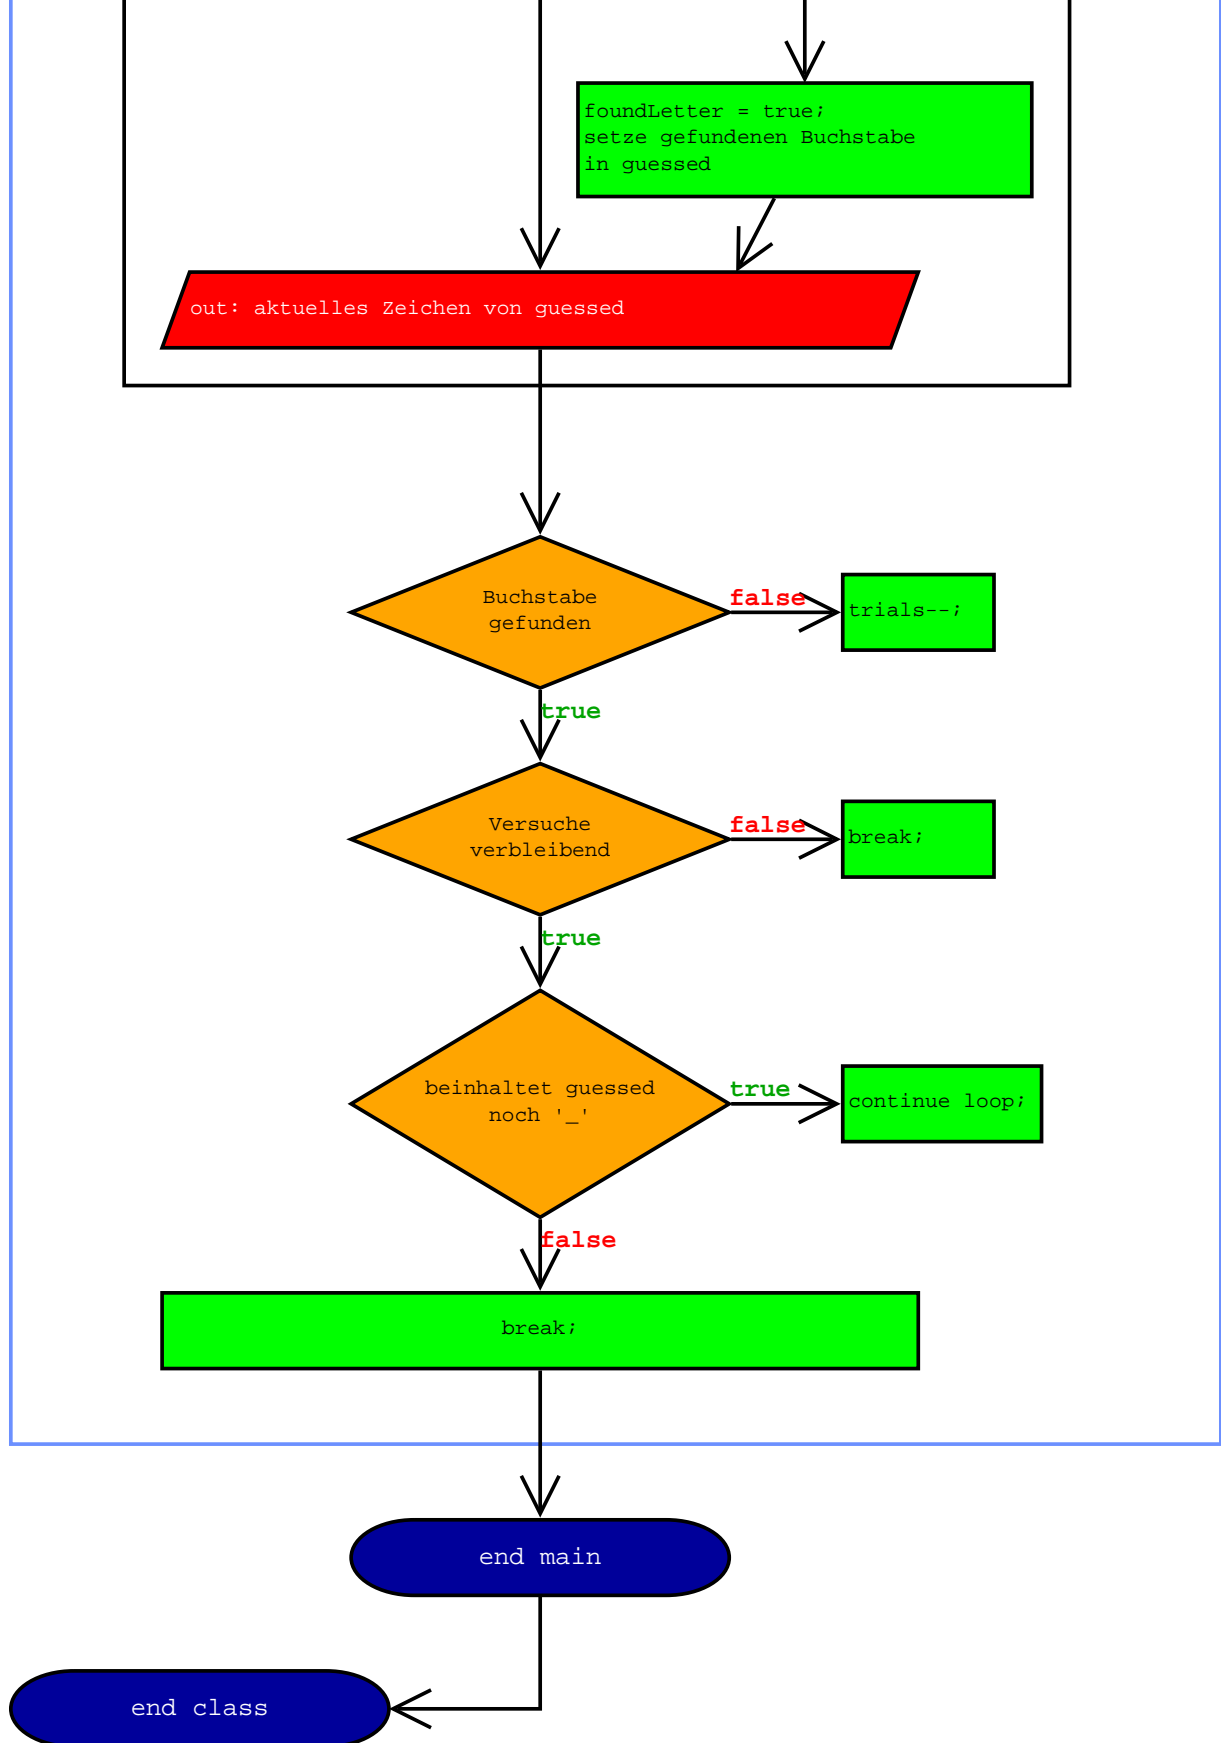 foundLetter = true;
setze gefundenen Buchstabe
in guessed
out: aktuelles Zeichen von guessed
Buchstabe
gefunden
false
trials--;
true
Versuche
verbleibend
false
break;
true
beinhaltet guessed
noch '_'
true
continue loop;
false
break;
end main
end class